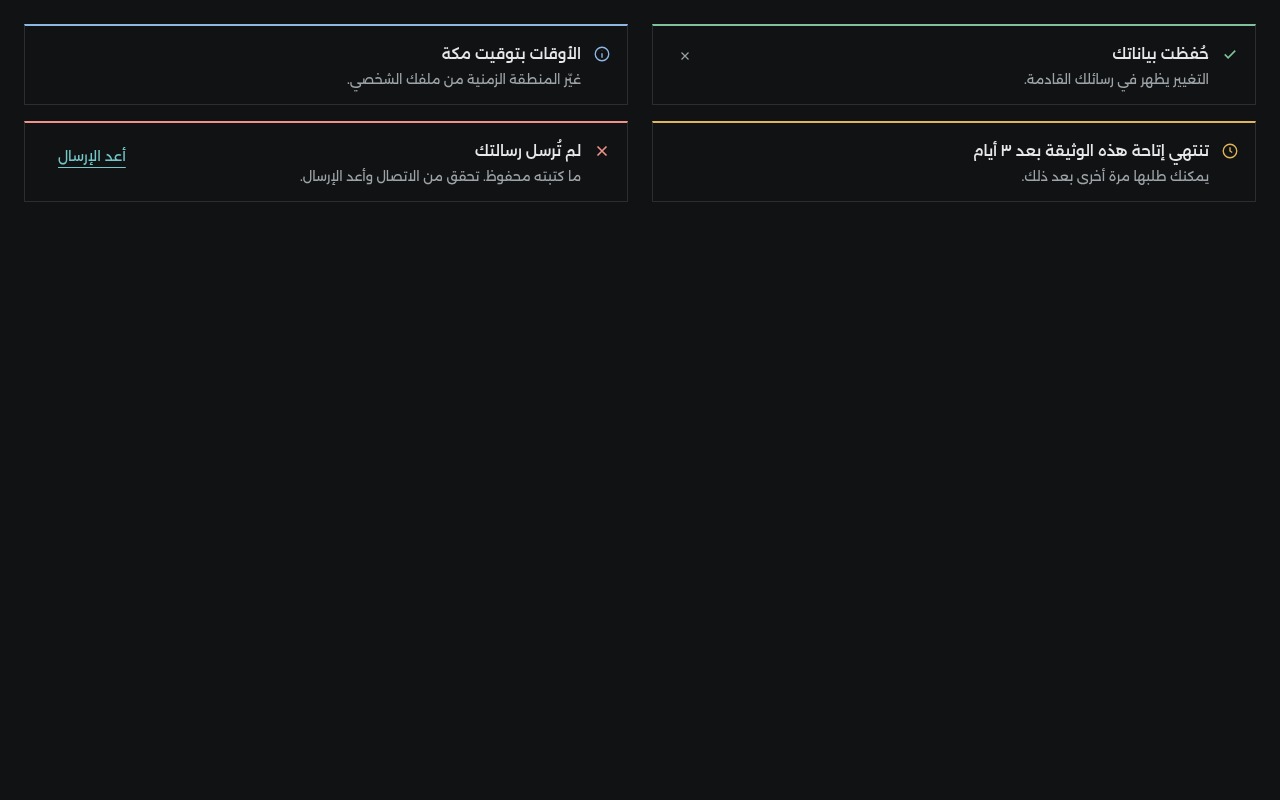 حُفظت بياناتك
التغيير يظهر في رسائلك القادمة.
الأوقات بتوقيت مكة
غيّر المنطقة الزمنية من ملفك الشخصي.
تنتهي إتاحة هذه الوثيقة بعد ٣ أيام
يمكنك طلبها مرة أخرى بعد ذلك.
لم تُرسل رسالتك
ما كتبته محفوظ. تحقق من الاتصال وأعد الإرسال.
أعد الإرسال